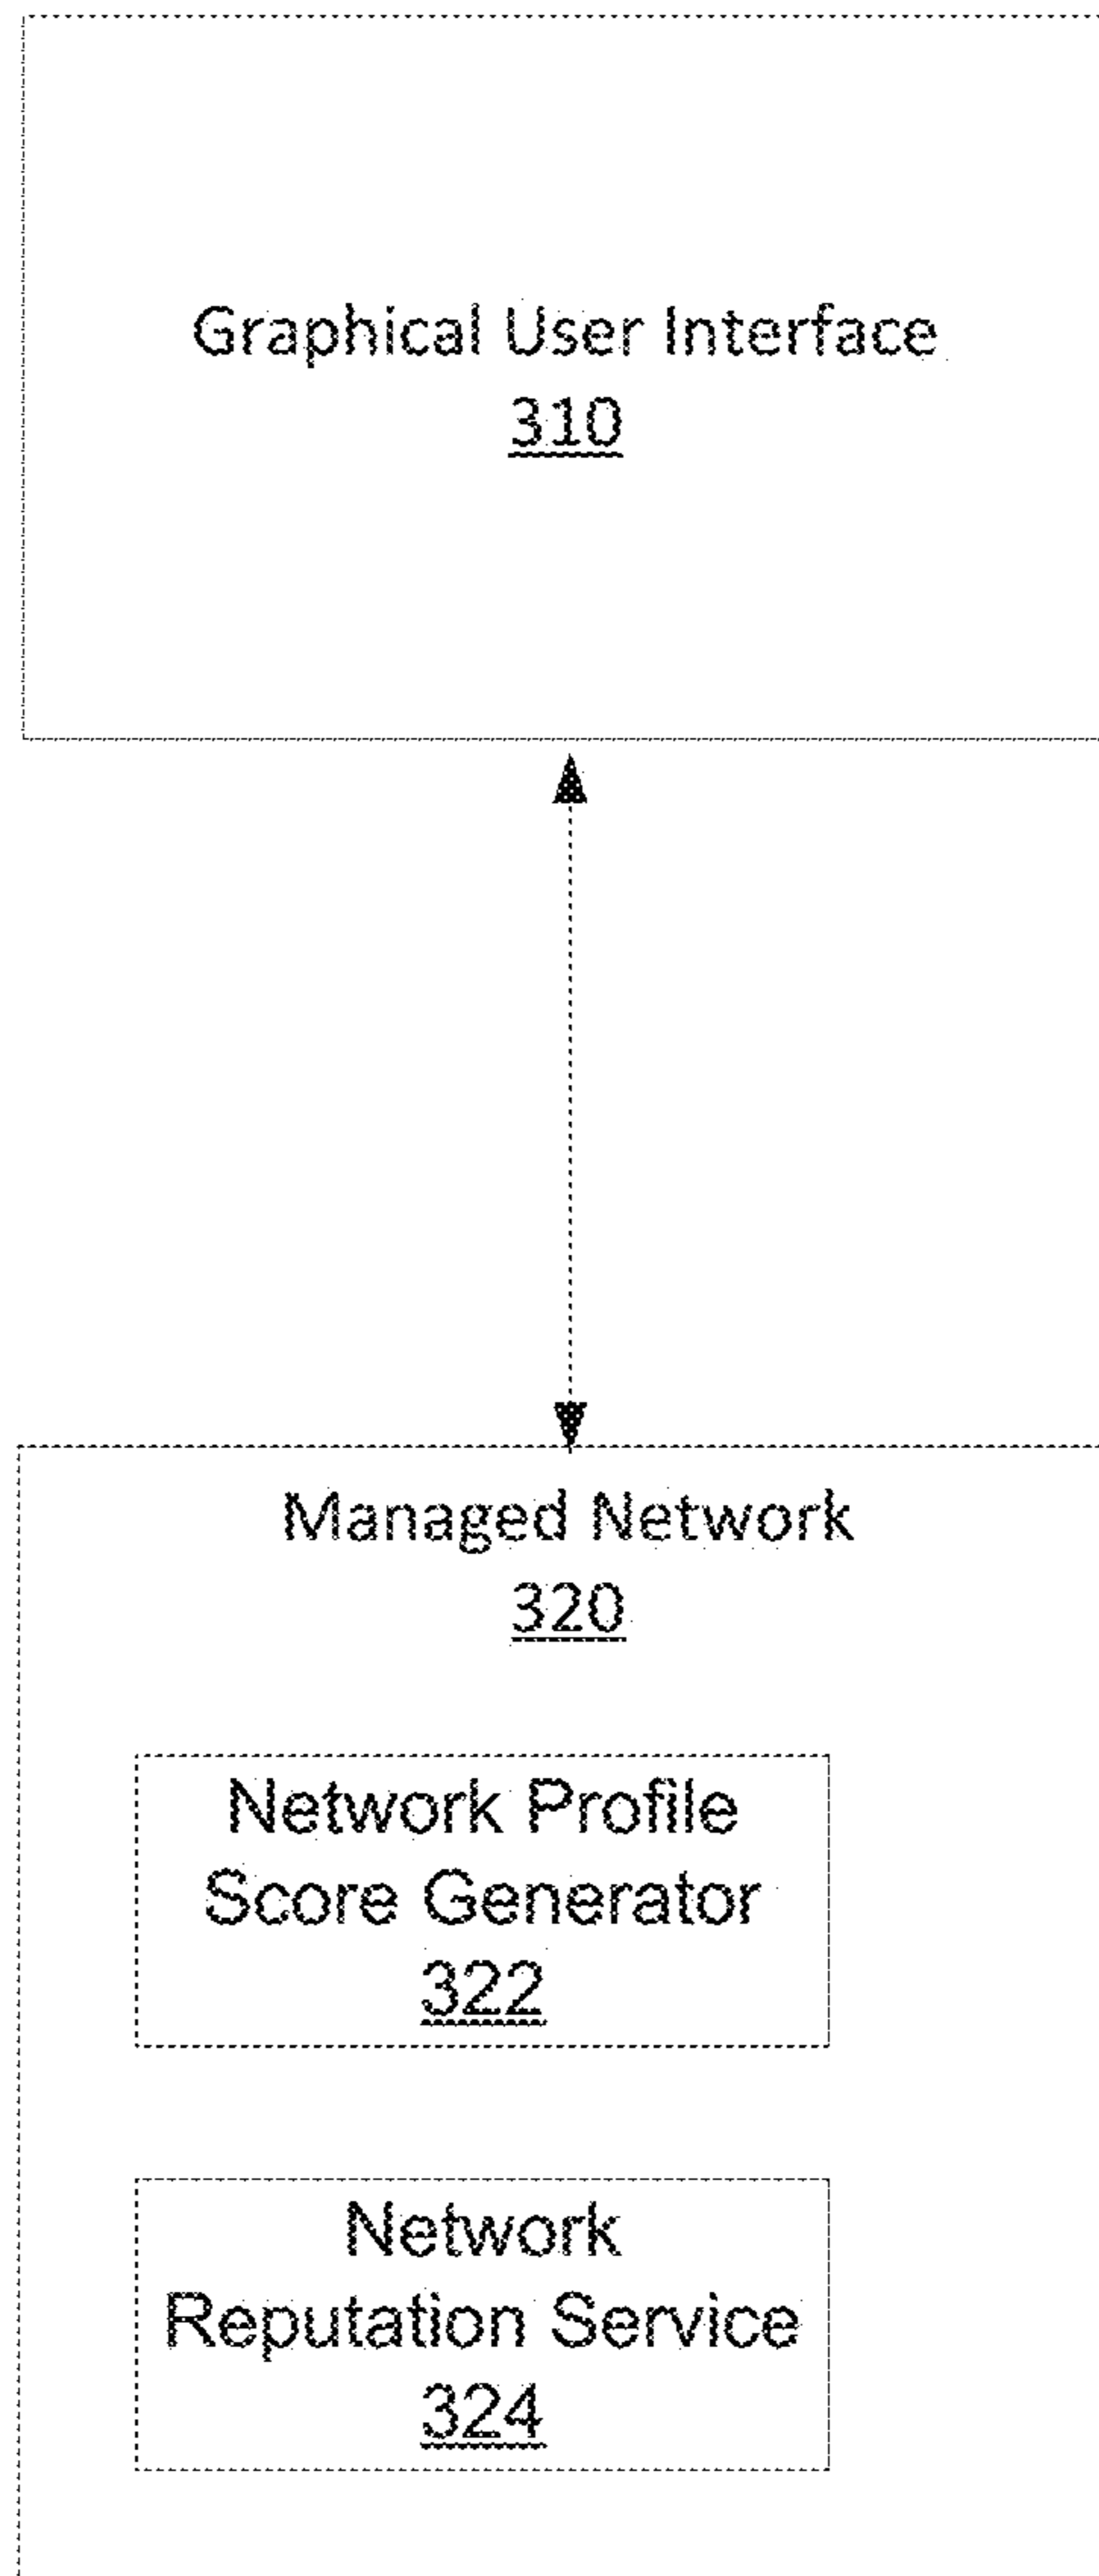 Graphical User Interface
310
Managed Network
320
Network Profile
Score Generator
322
Network
Reputation Service
324